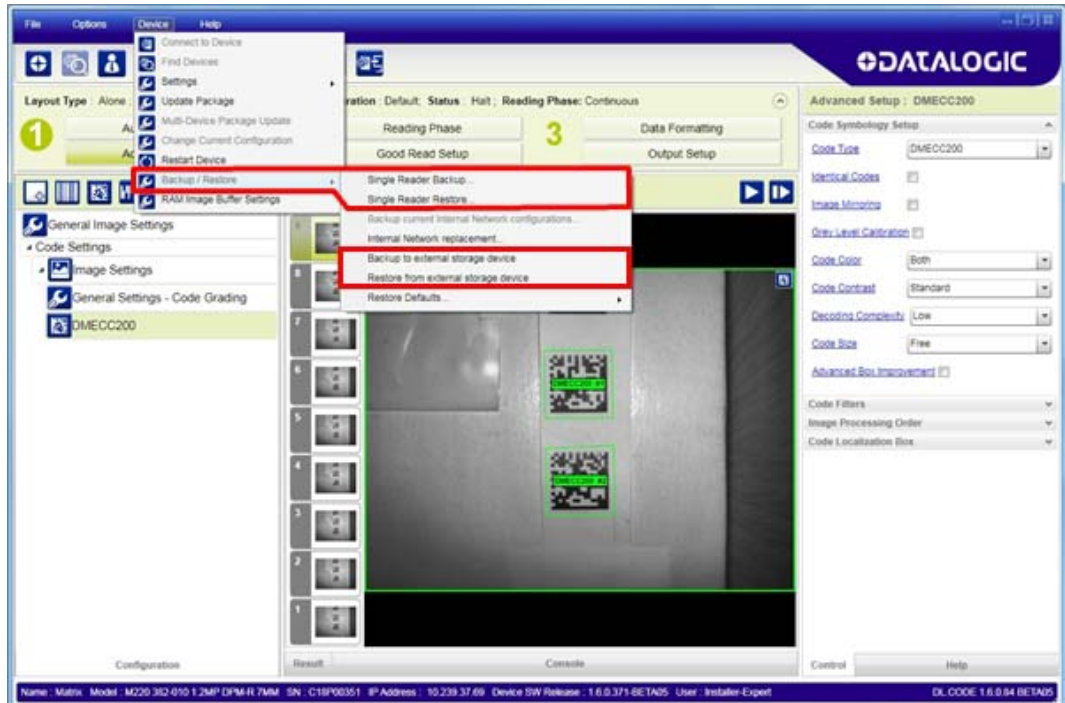 File Options Device Help
DATALOGIC
Connect to Device
Find Devices
Settings
Update Package
Multi-Device Package Update
Change Current Configuration
Restart Device
Backup / Restore
RAM Image Buffer Settings
Single Reader Backup...
Single Reader Restore...
Backup current Internal Network configurations...
Internal Network replacement...
Backup to external storage device
Restore from external storage device
Restore Defaults...
Layout Type : Alone
Default; Status : Halt ; Reading Phase: Continuous
1
Reading Phase
Good Read Setup
3
Data Formatting
Output Setup
General Image Settings
Code Settings
Image Settings
General Settings - Code Grading
DMECC200
8
7
6
5
4
3
2
1
DMECC200 #1
DMECC200 #2
Advanced Setup : DMECC200
Code Symbology Setup
Code Type DMECC200
Identical Codes
Image Mirroring
Grey Level Calibration
Code Color Both
Code Contrast Standard
Decoding Complexity Low
Code Size Free
Advanced Box Improvement
Code Filters
Image Processing Order
Code Localization Box
Configuration
Result
Console
Control
Help
Name : Matrix Model : M220 382-010 1.2MP DPM-R 7MM SN : C18P00351 IP Address : 10.239.37.69 Device SW Release : 1.6.0.371-BETA05 User : Installer-Expert
DL.CODE 1.6.0.84 BETA05